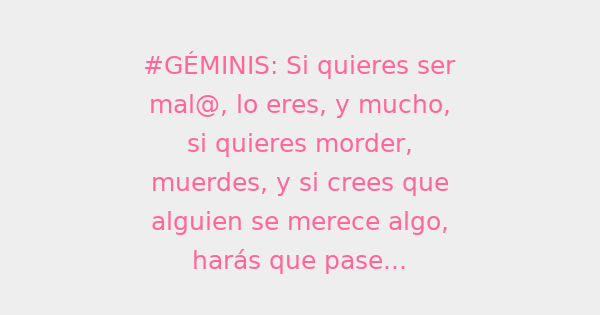 #GÉMINIS: Si quieres ser
mal@, lo eres, y mucho,
si quieres morder,
muerdes, y si crees que
alguien se merece algo,
harás que pase...